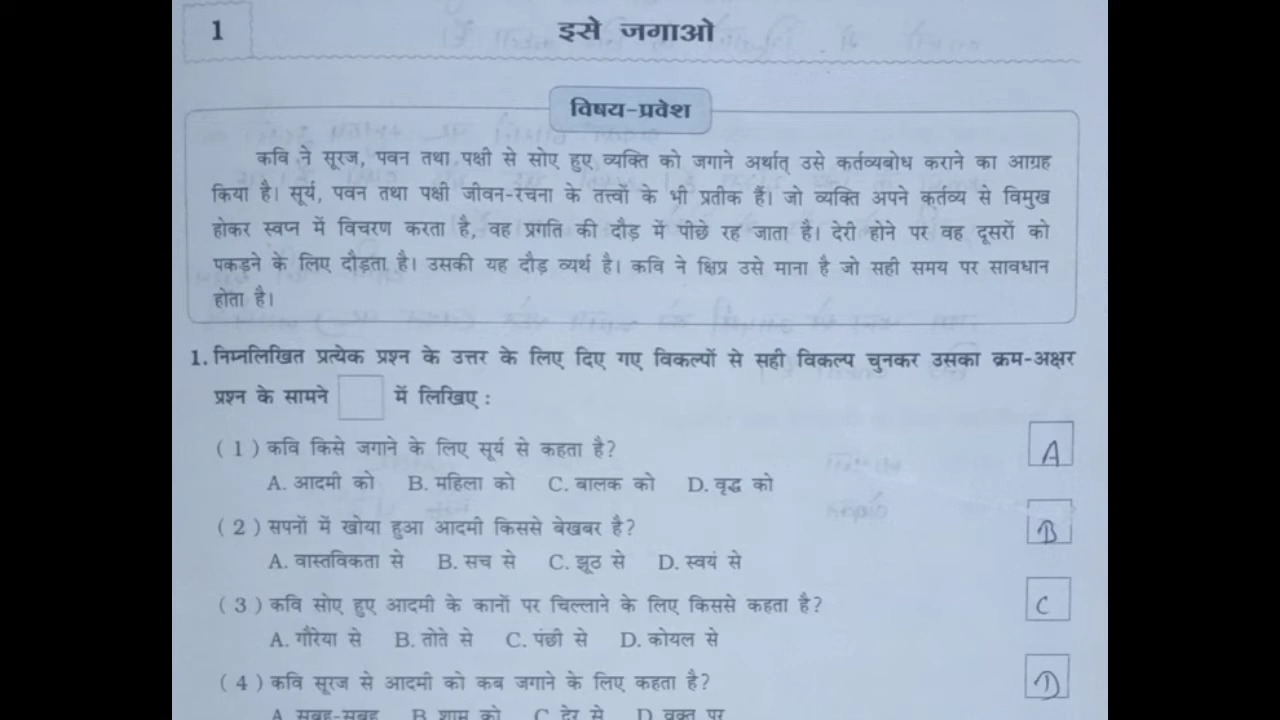 1
इसे जगाओ
विषय-प्रवेश
कवि ने सूरज, पवन तथा पक्षी से सोए हुए व्यक्ति को जगाने अर्थात् उसे कर्तव्यबोध कराने का आग्रह
किया है। सूर्य, पवन तथा पक्षी जीवन-रचना के तत्त्वों के भी प्रतीक हैं। जो व्यक्ति अपने कर्तव्य से विमुख
होकर स्वप्न में विचरण करता है, वह प्रगति की दौड़ में पीछे रह जाता है। देरी होने पर वह दूसरों को
पकड़ने के लिए दौड़ता है। उसकी यह दौड़ व्यर्थ है। कवि ने क्षिप्र उसे माना है जो सही समय पर सावधान
होता है।
1. निम्नलिखित प्रत्येक प्रश्न के उत्तर के लिए दिए गए विकल्पों से सही विकल्प चुनकर उसका क्रम-अक्षर
प्रश्न के सामने में लिखिए :
( 1 ) कवि किसे जगाने के लिए सूर्य से कहता है? A
A. आदमी को B. महिला को C. बालक को D. वृद्ध को
( 2 ) सपनों में खोया हुआ आदमी किससे बेखबर है? B
A. वास्तविकता से B. सच से C. झूठ से D. स्वयं से
( 3 ) कवि सोए हुए आदमी के कानों पर चिल्लाने के लिए किससे कहता है? C
A. गौरेया से B. तोते से C. पंछी से D. कोयल से
( 4 ) कवि सूरज से आदमी को कब जगाने के लिए कहता है? D
A. सुबह-सुबह B. शाम को C. देर से D. वक्त पर